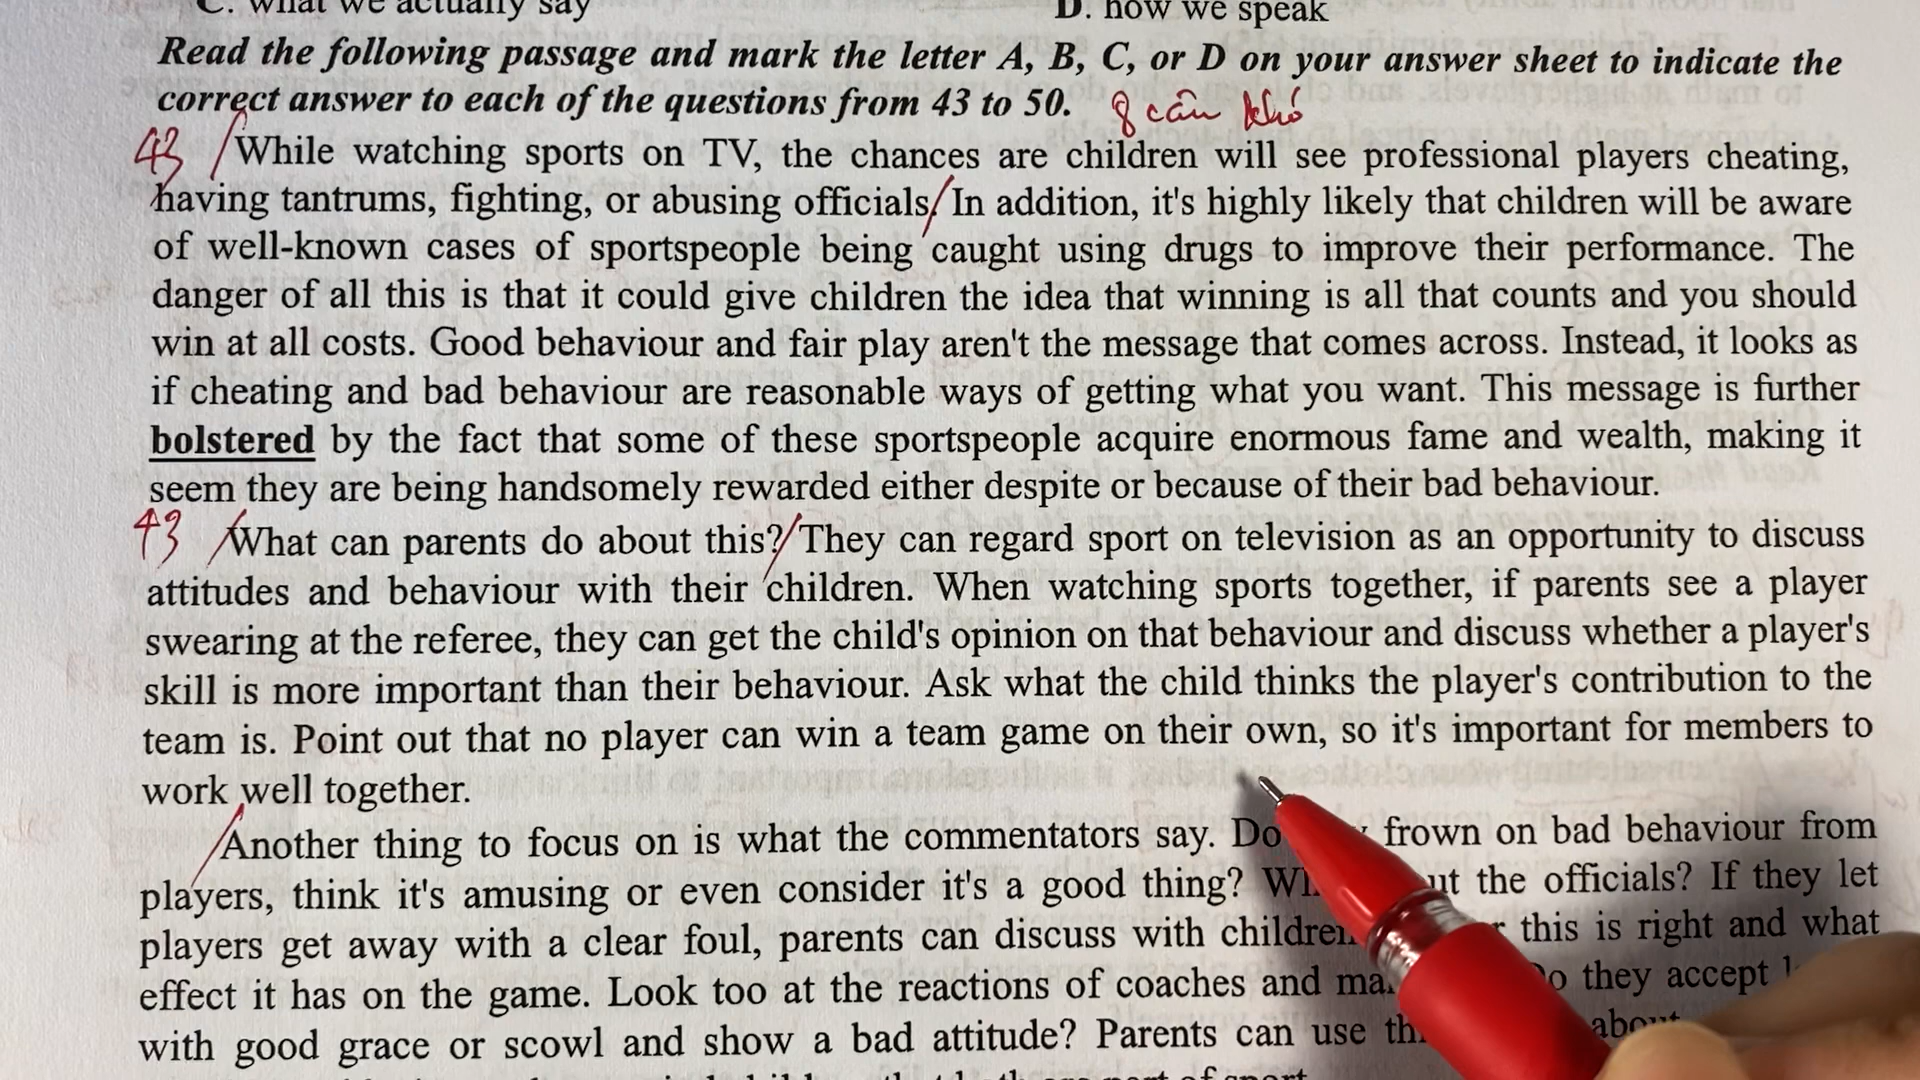 C. what we actually say D. how we speak
Read the following passage and mark the letter A, B, C, or D on your answer sheet to indicate the
correct answer to each of the questions from 43 to 50. 8 câu khó
43 While watching sports on TV, the chances are children will see professional players cheating,
having tantrums, fighting, or abusing officials. In addition, it's highly likely that children will be aware
of well-known cases of sportspeople being caught using drugs to improve their performance. The
danger of all this is that it could give children the idea that winning is all that counts and you should
win at all costs. Good behaviour and fair play aren't the message that comes across. Instead, it looks as
if cheating and bad behaviour are reasonable ways of getting what you want. This message is further
bolstered by the fact that some of these sportspeople acquire enormous fame and wealth, making it
seem they are being handsomely rewarded either despite or because of their bad behaviour.
43 What can parents do about this? They can regard sport on television as an opportunity to discuss
attitudes and behaviour with their children. When watching sports together, if parents see a player
swearing at the referee, they can get the child's opinion on that behaviour and discuss whether a player's
skill is more important than their behaviour. Ask what the child thinks the player's contribution to the
team is. Point out that no player can win a team game on their own, so it's important for members to
work well together.
Another thing to focus on is what the commentators say. Do frown on bad behaviour from
players, think it's amusing or even consider it's a good thing? the officials? If they let
players get away with a clear foul, parents can discuss with children this is right and what
effect it has on the game. Look too at the reactions of coaches and they accept
with good grace or scowl and show a bad attitude? Parents can use
of sport